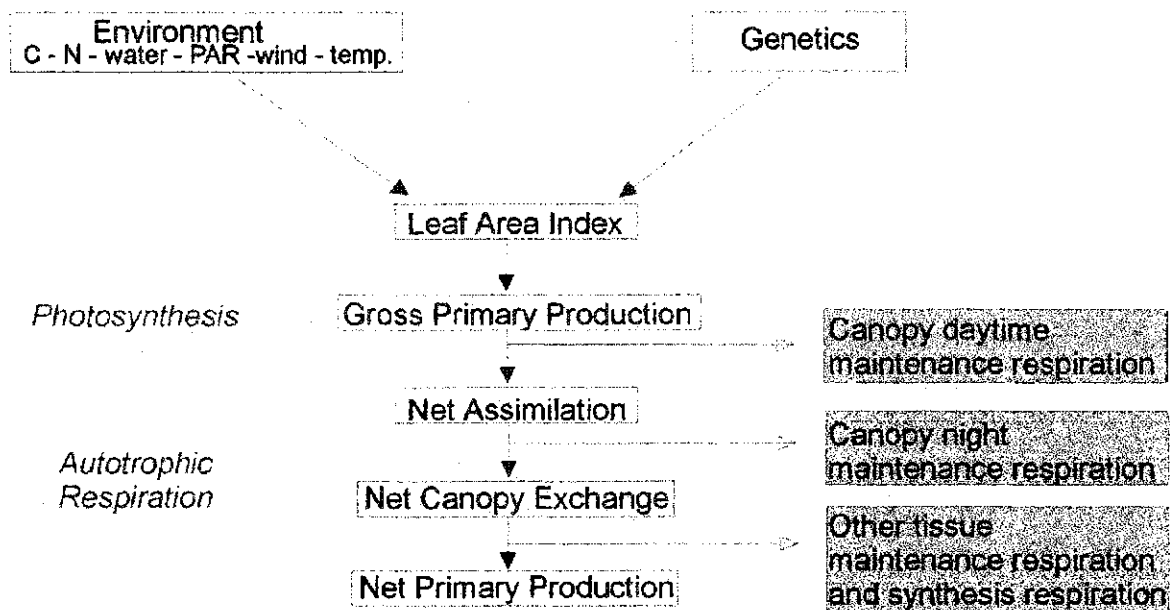 Environment
C - N - water - PAR -wind - temp.
Genetics
Leaf Area Index
Photosynthesis
Gross Primary Production
Canopy daytime
maintenance respiration
Net Assimilation
Canopy night
maintenance respiration
Autotrophic
Respiration
Net Canopy Exchange
Other tissue
maintenance respiration
and synthesis respiration
Net Primary Production